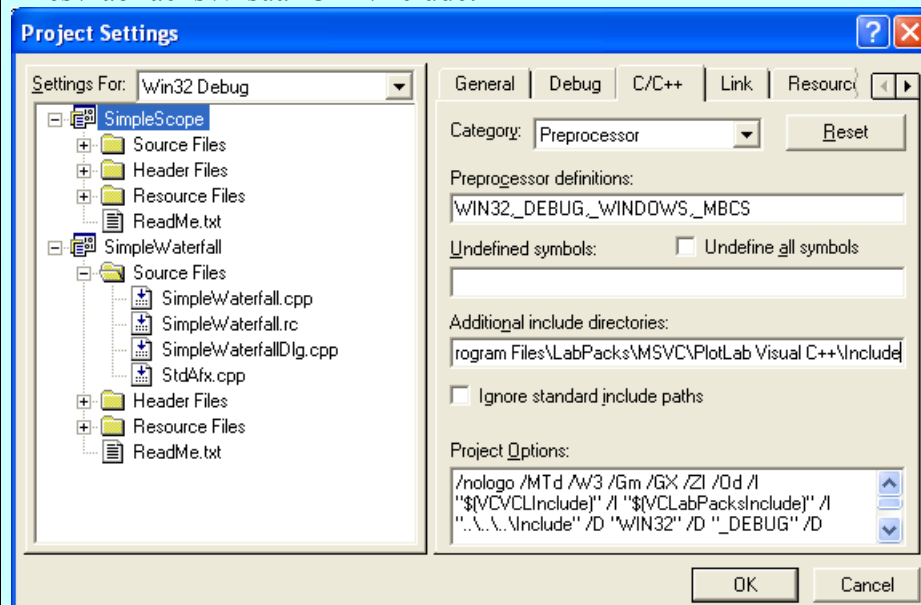 Project Settings
Settings For: Win32 Debug
SimpleScope
Source Files
Header Files
Resource Files
ReadMe.txt
SimpleWaterfall
Source Files
SimpleWaterfall.cpp
SimpleWaterfall.rc
SimpleWaterfallDlg.cpp
StdAfx.cpp
Header Files
Resource Files
ReadMe.txt
General Debug C/C++ Link
Category: Preprocessor Reset
Preprocessor definitions:
WIN32,_DEBUG,_WINDOWS,_MBCS
Undefined symbols: Undefine all symbols
Additional include directories:
rogram Files\LabPacks\MSVC\PlotLab Visual C++\Include
Ignore standard include paths
Project Options:
/nologo /MTd /W3 /Gm /GX /ZI /Od /I
"$(VCVCLInclude)" /I "$(VCLabPacksInclude)" /I
"..\..\..\Include" /D "WIN32" /D "_DEBUG" /D
OK Cancel